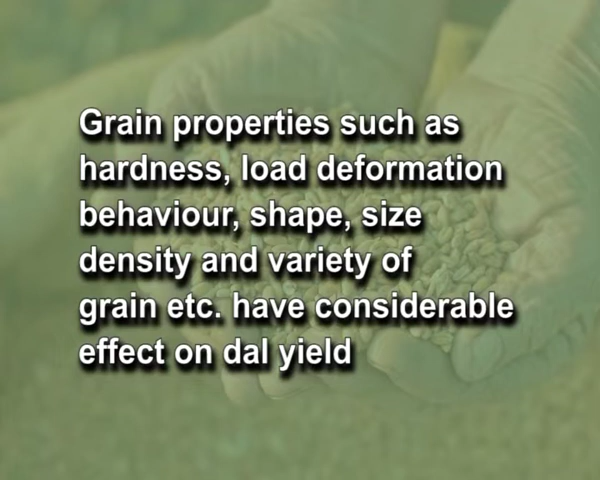 Grain properties such as
hardness, load deformation
behaviour, shape, size
density and variety of
grain etc. have considerable
effect on dal yield